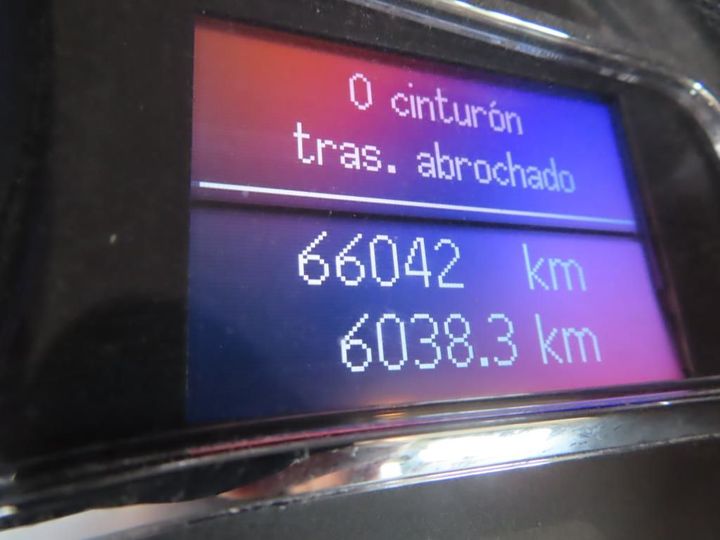 0 cinturón
tras. abrochado
66042 km
6038.3 km